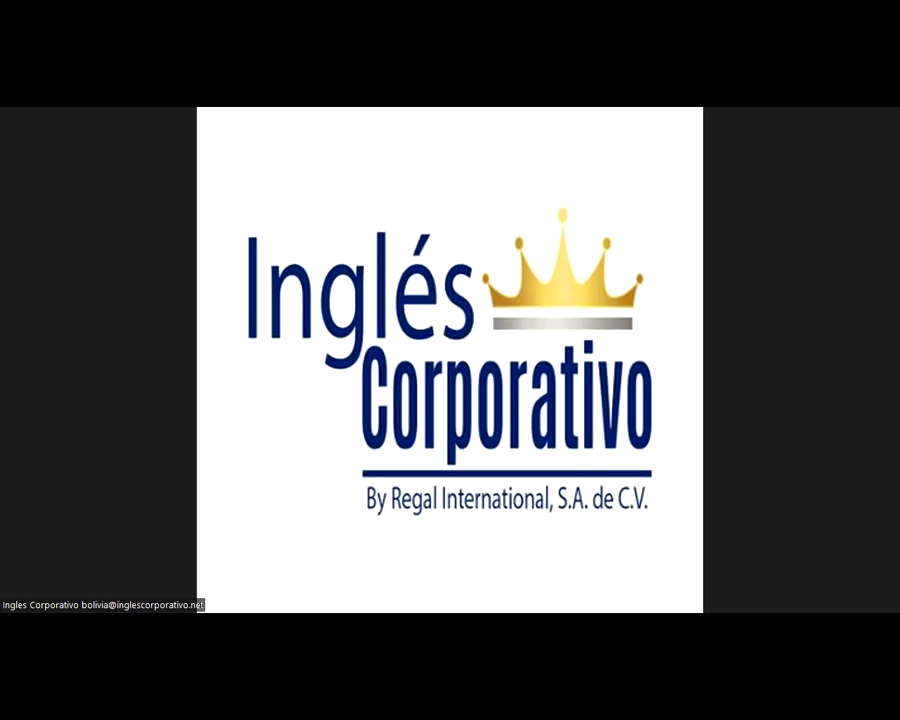 Inglés
Corporativo
By Regal International, S.A. de C.V.
Ingles Corporativo bolivia@inglescorporativo.net